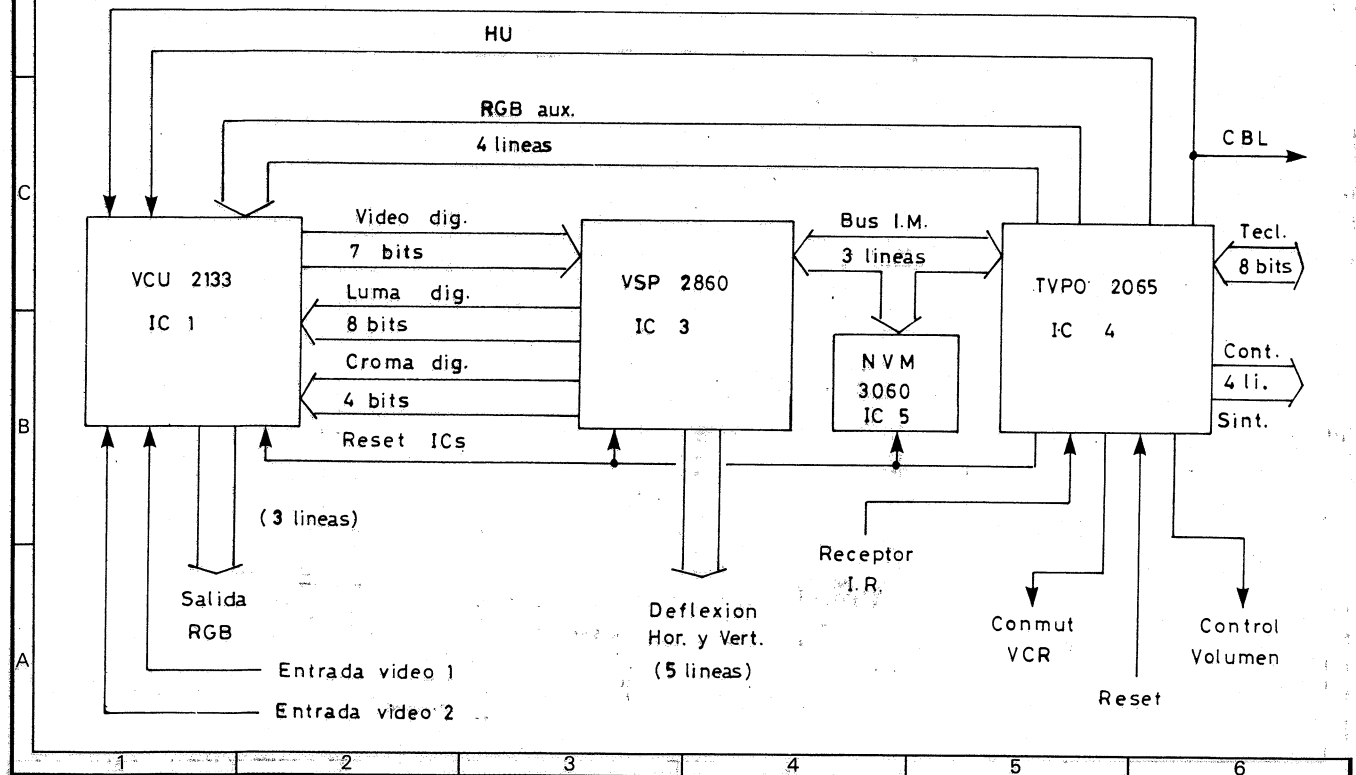 HU
RGB aux.
4 lineas
CBL
C
Video dig.
7 bits
Bus I.M.
3 lineas
Tecl.
8 bits
VCU 2133
IC 1
Luma dig.
8 bits
VSP 2860
IC 3
TVPO 2065
I·C 4
Croma dig.
4 bits
NVM
3060
IC 5
Cont.
4 li.
Sint.
B
Reset ICs
(3 lineas)
Receptor
I.R.
Salida
RGB
Deflexion
Hor. y Vert.
(5 lineas)
Conmut
VCR
Control
Volumen
A
Entrada video 1
Reset
Entrada video 2
1 2 3 4 5 6